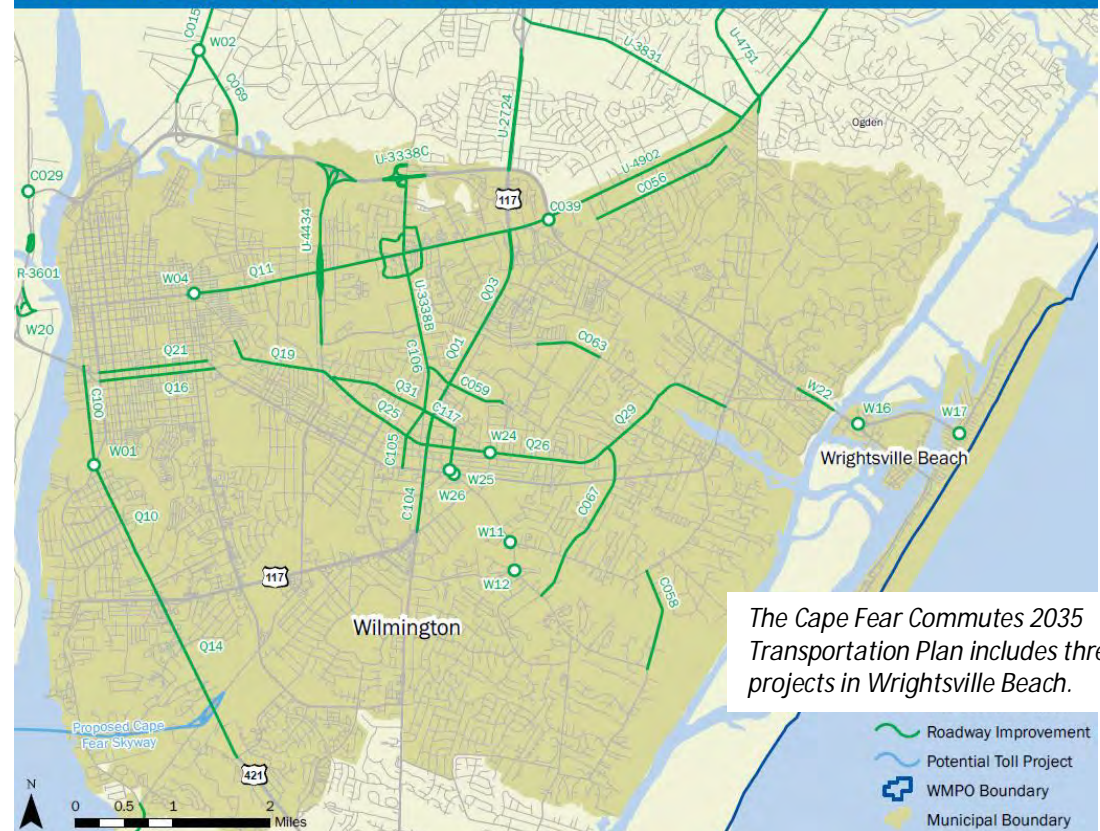 C015
W02
C069
U-3831
U-4751
Ogden
U-2724
U-3338C
U-4902
C056
C029
117
C039
U-4434
R-3601
W04
Q11
U-3338B
Q03
W20
Q21
Q19
C106
Q01
C063
Q16
Q31
C059
C100
Q25
C117
Q29
W22
W16
W17
C105
W24
Q26
Wrightsville Beach
W01
W25
W26
C104
C067
Q10
W11
W12
117
C058
Wilmington
Q14
The Cape Fear Commutes 2035
Transportation Plan includes thre
projects in Wrightsville Beach.
Proposed Cape
Fear Skyway
421
Roadway Improvement
Potential Toll Project
WMPO Boundary
Municipal Boundary
N
0 0.5 1 2
Miles